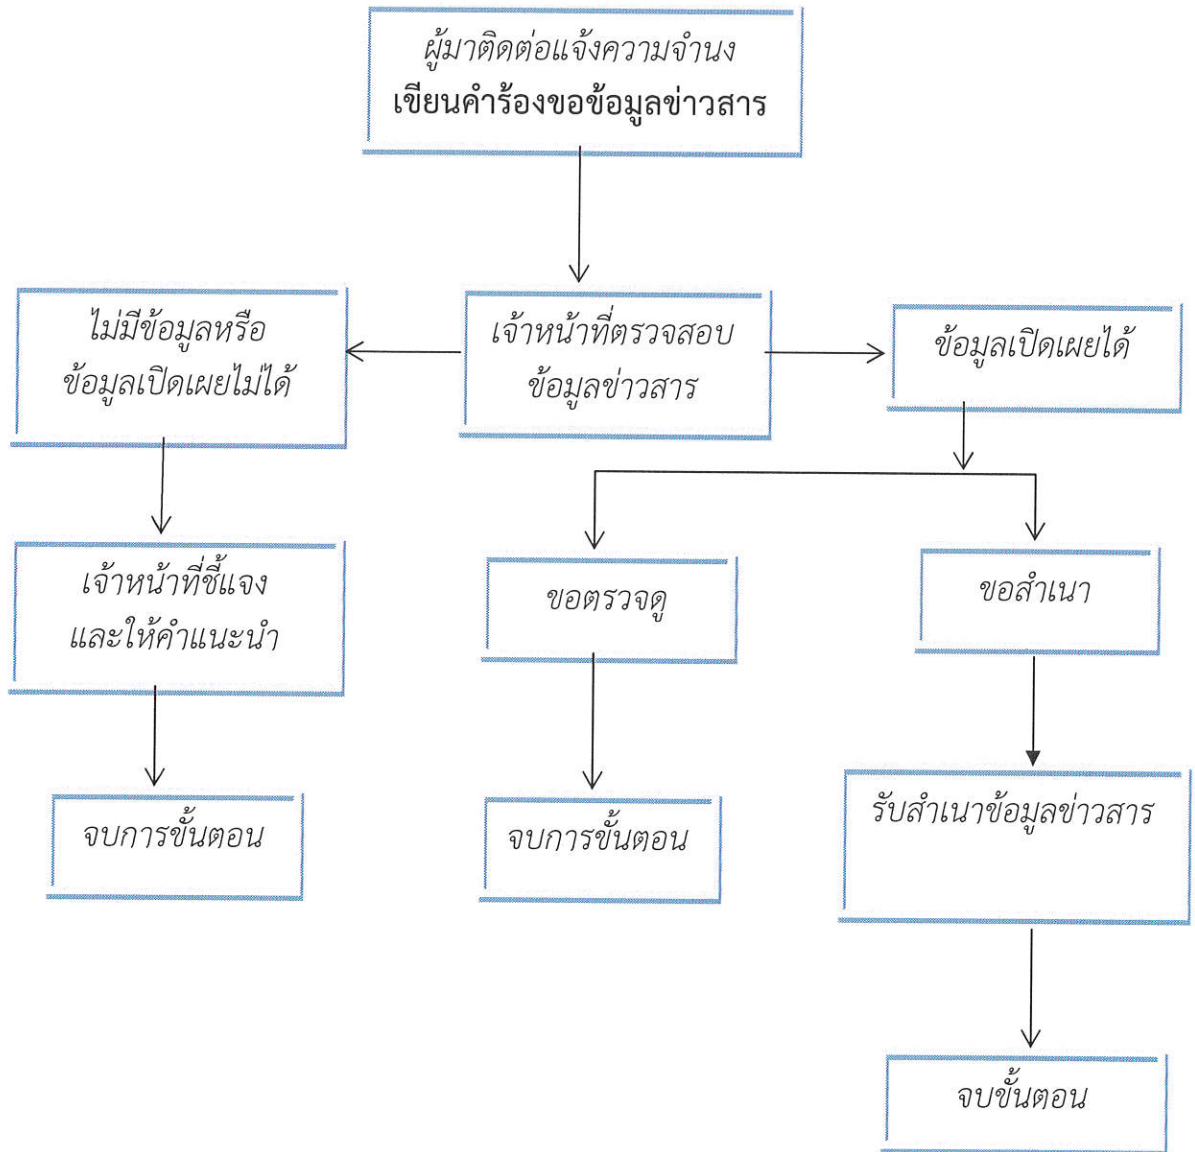 ผู้มาติดต่อแจ้งความจำนง
เขียนคำร้องขอข้อมูลข่าวสาร
ไม่มีข้อมูลหรือ
ข้อมูลเปิดเผยไม่ได้
เจ้าหน้าที่ตรวจสอบ
ข้อมูลข่าวสาร
ข้อมูลเปิดเผยได้
เจ้าหน้าที่ชี้แจง
และให้คำแนะนำ
ขอตรวจดู
ขอสำเนา
จบการขั้นตอน
จบการขั้นตอน
รับสำเนาข้อมูลข่าวสาร
จบขั้นตอน